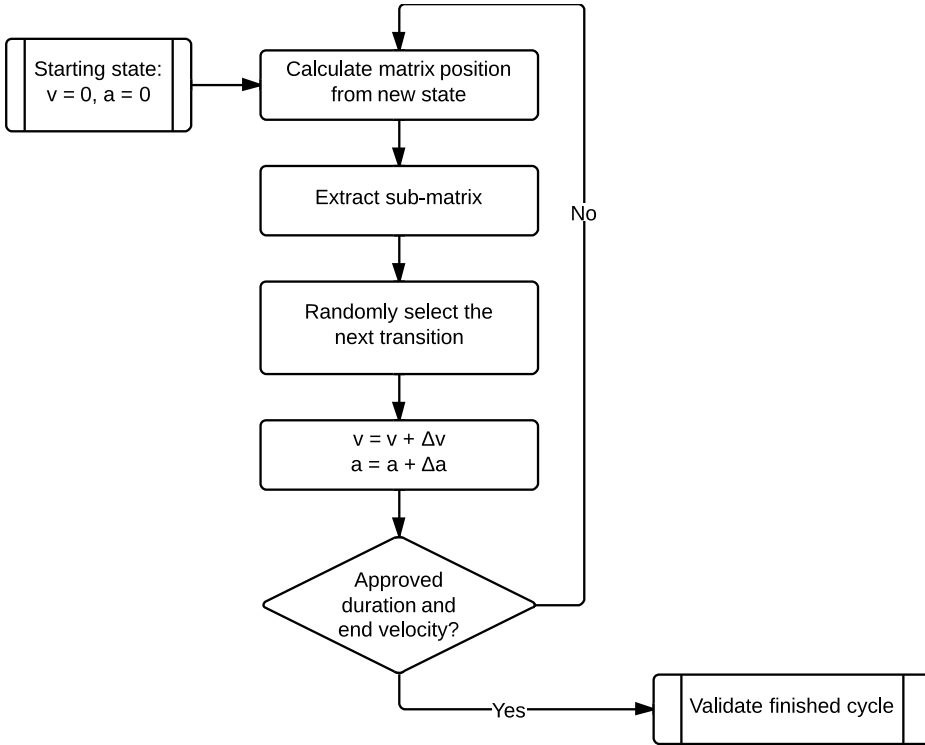 Starting state:
v = 0, a = 0
Calculate matrix position
from new state
Extract sub-matrix
No
Randomly select the
next transition
v = v + Δv
a = a + Δa
Approved
duration and
end velocity?
Yes
Validate finished cycle